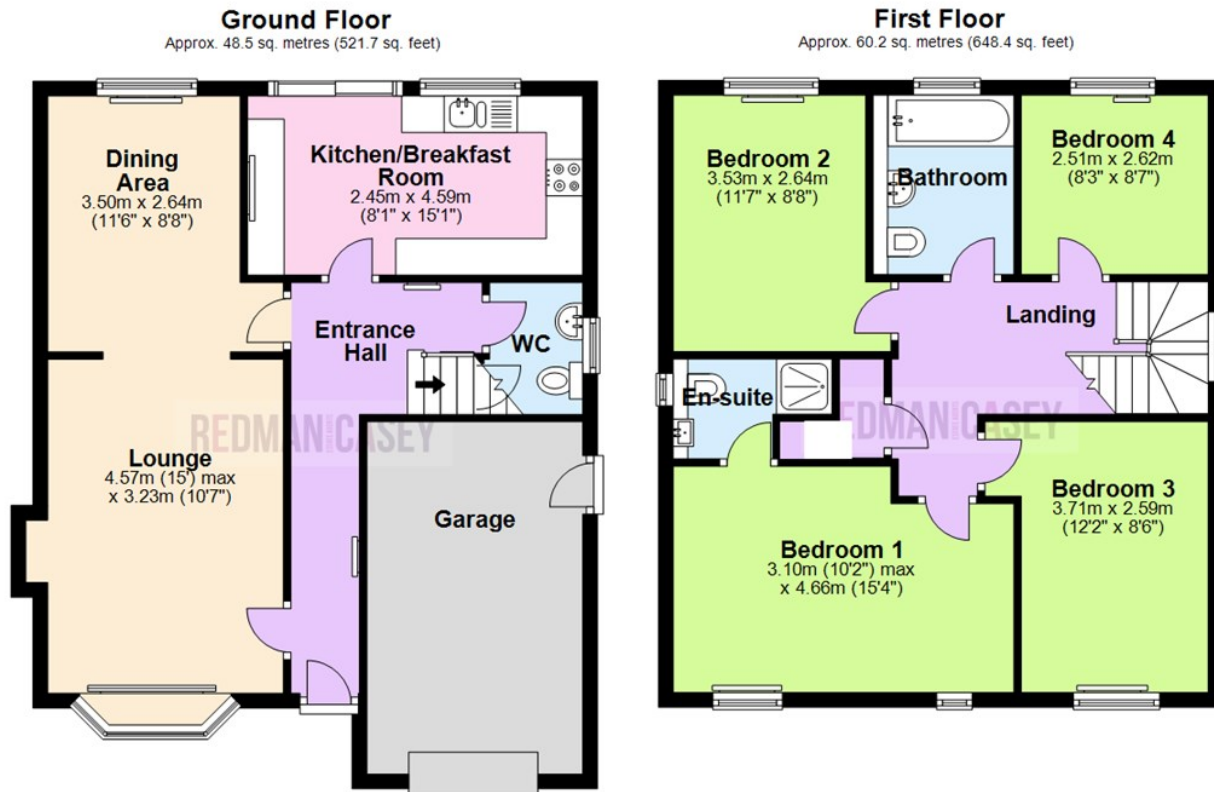 Ground Floor
Approx. 48.5 sq. metres (521.7 sq. feet)
Dining
Area
3.50m x 2.64m
(11'6" x 8'8")
Kitchen/Breakfast
Room
2.45m x 4.59m
(8'1" x 15'1")
Entrance
Hall
WC
REDMAN CASEY
Lounge
4.57m (15') max
x 3.23m (10'7")
Garage
First Floor
Approx. 60.2 sq. metres (648.4 sq. feet)
Bedroom 2
3.53m x 2.64m
(11'7" x 8'8")
Bathroom
Bedroom 4
2.51m x 2.62m
(8'3" x 8'7")
Landing
En-suite
REDMAN CASEY
Bedroom 1
3.10m (10'2") max
x 4.66m (15'4")
Bedroom 3
3.71m x 2.59m
(12'2" x 8'6")